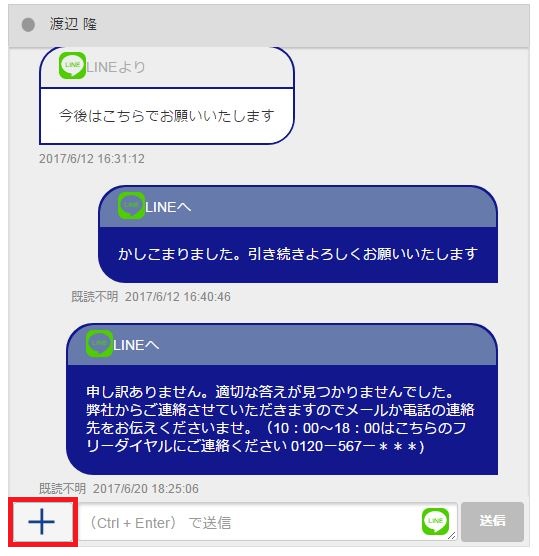 渡辺 隆
LINE LINEより
今後はこちらでお願いいたします
2017/6/12 16:31:12
LINE LINEへ
かしこまりました。引き続きよろしくお願いいたします
既読不明 2017/6/12 16:40:46
LINE LINEへ
申し訳ありません。適切な答えが見つかりませんでした。
弊社からご連絡させていただきますのでメールか電話の連絡
先をお伝えくださいませ。（10：00～18：00はこちらのフ
リーダイヤルにご連絡ください 0120－567－＊＊＊)
既読不明 2017/6/20 18:25:06
（Ctrl + Enter） で送信
LINE
送信